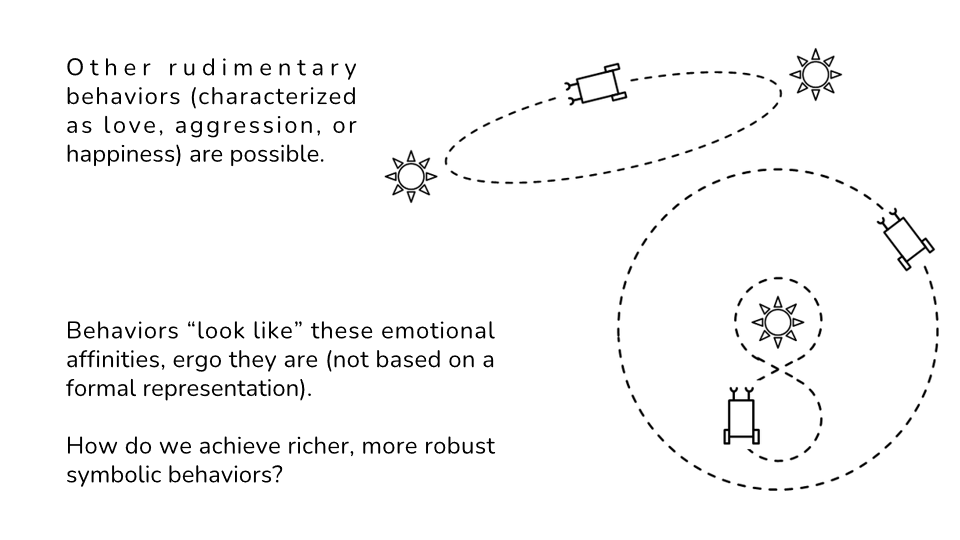 Other rudimentary
behaviors (characterized
as love, aggression, or
happiness) are possible.
Behaviors “look like” these emotional
affinities, ergo they are (not based on a
formal representation).
How do we achieve richer, more robust
symbolic behaviors?